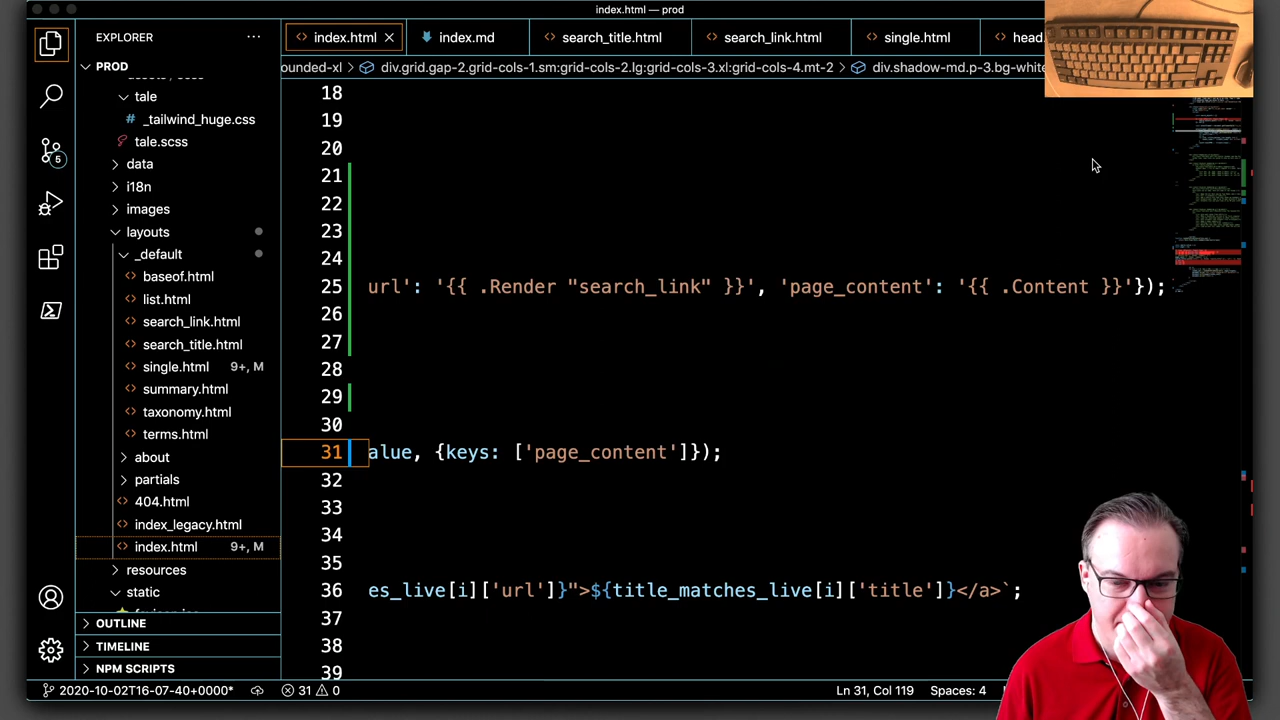 index.html — prod
EXPLORER
index.html
index.md
search_title.html
search_link.html
single.html
head.
PROD
ounded-xl > div.grid.gap-2.grid-cols-1.sm:grid-cols-2.lg:grid-cols-3.xl:grid-cols-4.mt-2 > div.shadow-md.p-3.bg-white
tale
_tailwind_huge.css
tale.scss
data
i18n
images
layouts
_default
baseof.html
list.html
search_link.html
search_title.html
single.html 9+, M
summary.html
taxonomy.html
terms.html
about
partials
404.html
index_legacy.html
index.html 9+, M
resources
static
OUTLINE
TIMELINE
NPM SCRIPTS
5
18
19
20
21
22
23
24
25 url': '{{ .Render "search_link" }}', 'page_content': '{{ .Content }}'});
26
27
28
29
30
31 alue, {keys: ['page_content']});
32
33
34
35
36 es_live[i]['url']}">${title_matches_live[i]['title']}</a>`;
37
38
39
2020-10-02T16-07-40+0000*
31 0
Ln 31, Col 119
Spaces: 4